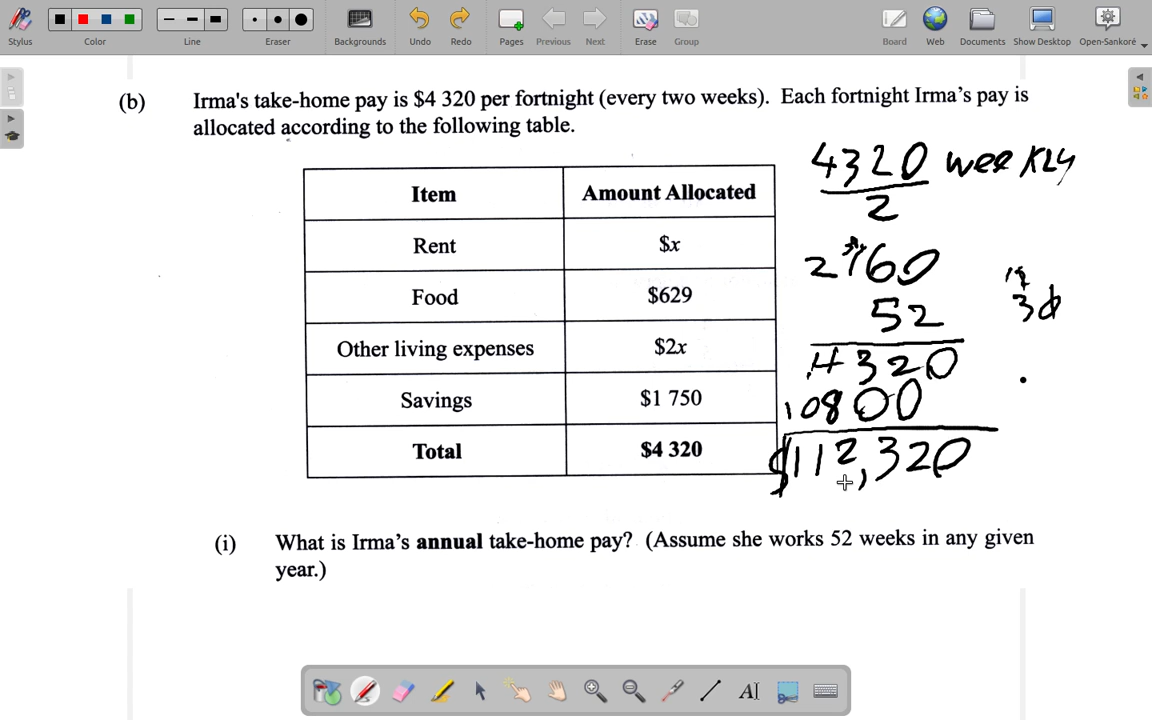 Stylus Color Line Eraser Backgrounds Undo Redo Pages Previous Next Erase Group Board Web Documents Show Desktop Open-Sankoré
(b) Irma's take-home pay is $4 320 per fortnight (every two weeks). Each fortnight Irma's pay is
allocated according to the following table.
Item Amount Allocated
Rent $x
Food $629
Other living expenses $2x
Savings $1 750
Total $4 320
4320 weekly
2
2160
52
4320
10800
$112,320
(i) What is Irma's annual take-home pay? (Assume she works 52 weeks in any given
year.)